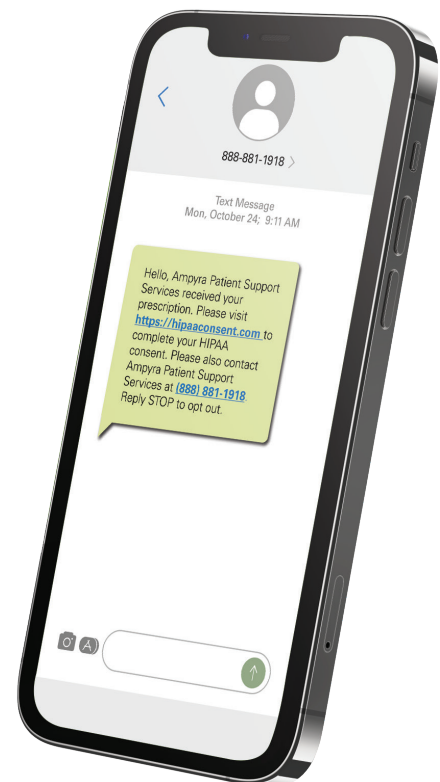 888-881-1918
Text Message
Mon, October 24; 9:11 AM
Hello, Ampyra Patient Support
Services received your
prescription. Please visit
https://hipaaconsent.com to
complete your HIPAA
consent. Please also contact
Ampyra Patient Support
Services at (888) 881-1918.
Reply STOP to opt out.